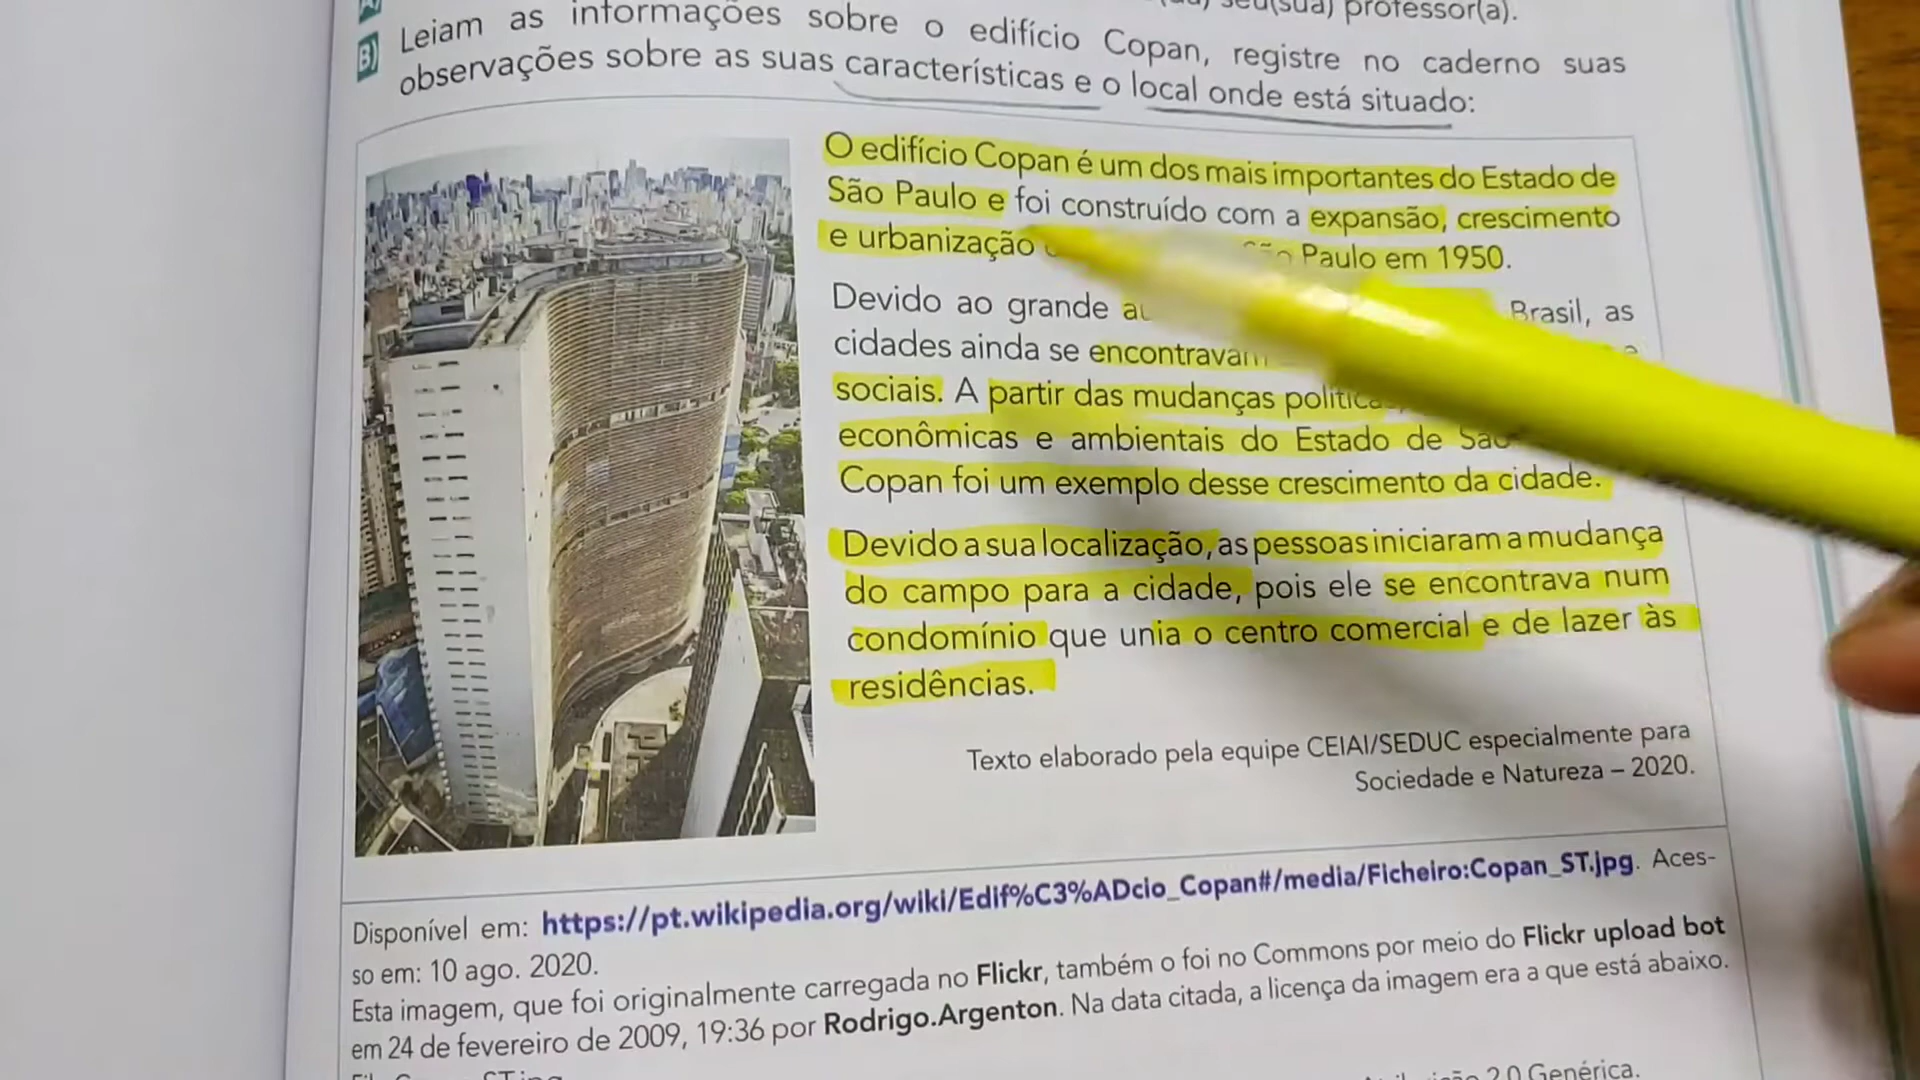 seu(sua) professor(a).
B) Leiam as informações sobre o edifício Copan, registre no caderno suas
observações sobre as suas características e o local onde está situado:
O edifício Copan é um dos mais importantes do Estado de
São Paulo e foi construído com a expansão, crescimento
e urbanização Paulo em 1950.
Devido ao grande Brasil, as
cidades ainda se encontravam
sociais. A partir das mudanças
econômicas e ambientais do Estado de
Copan foi um exemplo desse crescimento da cidade.
Devido a sua localização, as pessoas iniciaram a mudança
do campo para a cidade, pois ele se encontrava num
condomínio que unia o centro comercial e de lazer às
residências.
Texto elaborado pela equipe CEIAI/SEDUC especialmente para
Sociedade e Natureza – 2020.
Disponível em: https://pt.wikipedia.org/wiki/Edif%C3%ADcio_Copan#/media/Ficheiro:Copan_ST.jpg. Aces-
so em: 10 ago. 2020.
Esta imagem, que foi originalmente carregada no Flickr, também o foi no Commons por meio do Flickr upload bot
em 24 de fevereiro de 2009, 19:36 por Rodrigo.Argenton. Na data citada, a licença da imagem era a que está abaixo.
2.0 Genérica.